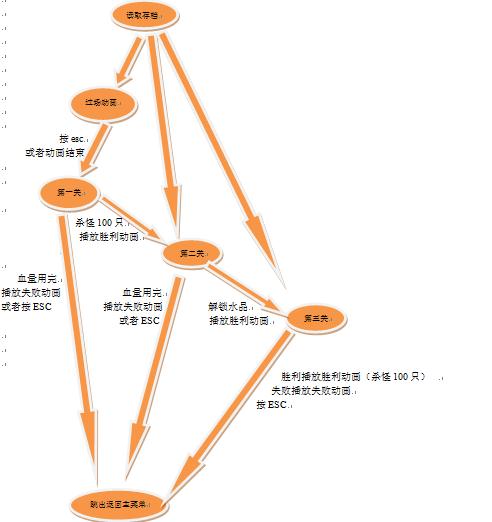 读取存档
过场动画
按 esc
或者动画结束
第一关
杀怪 100 只
播放胜利动画
第二关
血量用完
播放失败动画
或者按 ESC
血量用完
播放失败动画
或者 ESC
解锁水晶
播放胜利动画
第三关
胜利播放胜利动画（杀怪 100 只）
失败播放失败动画
按 ESC
跳出返回主菜单